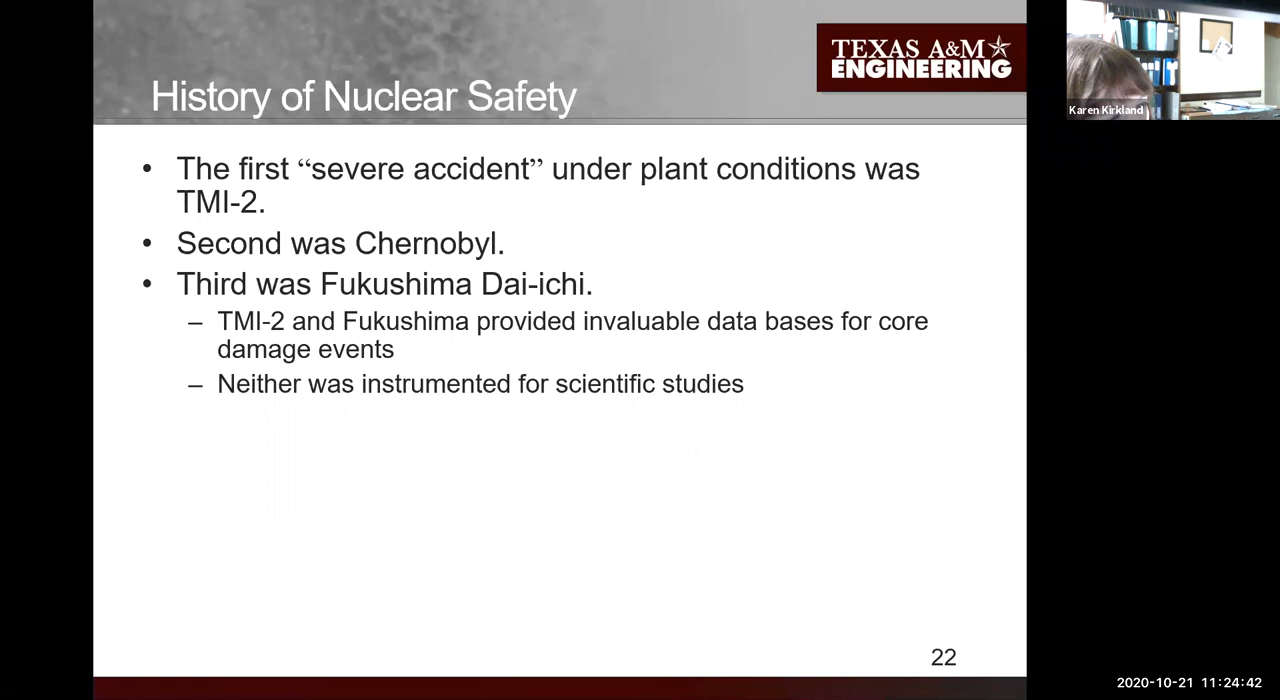 TEXAS A&M
ENGINEERING
History of Nuclear Safety
• The first “severe accident” under plant conditions was
TMI-2.
• Second was Chernobyl.
• Third was Fukushima Dai-ichi.
– TMI-2 and Fukushima provided invaluable data bases for core
damage events
– Neither was instrumented for scientific studies
22
Karen Kirkland
2020-10-21 11:24:42